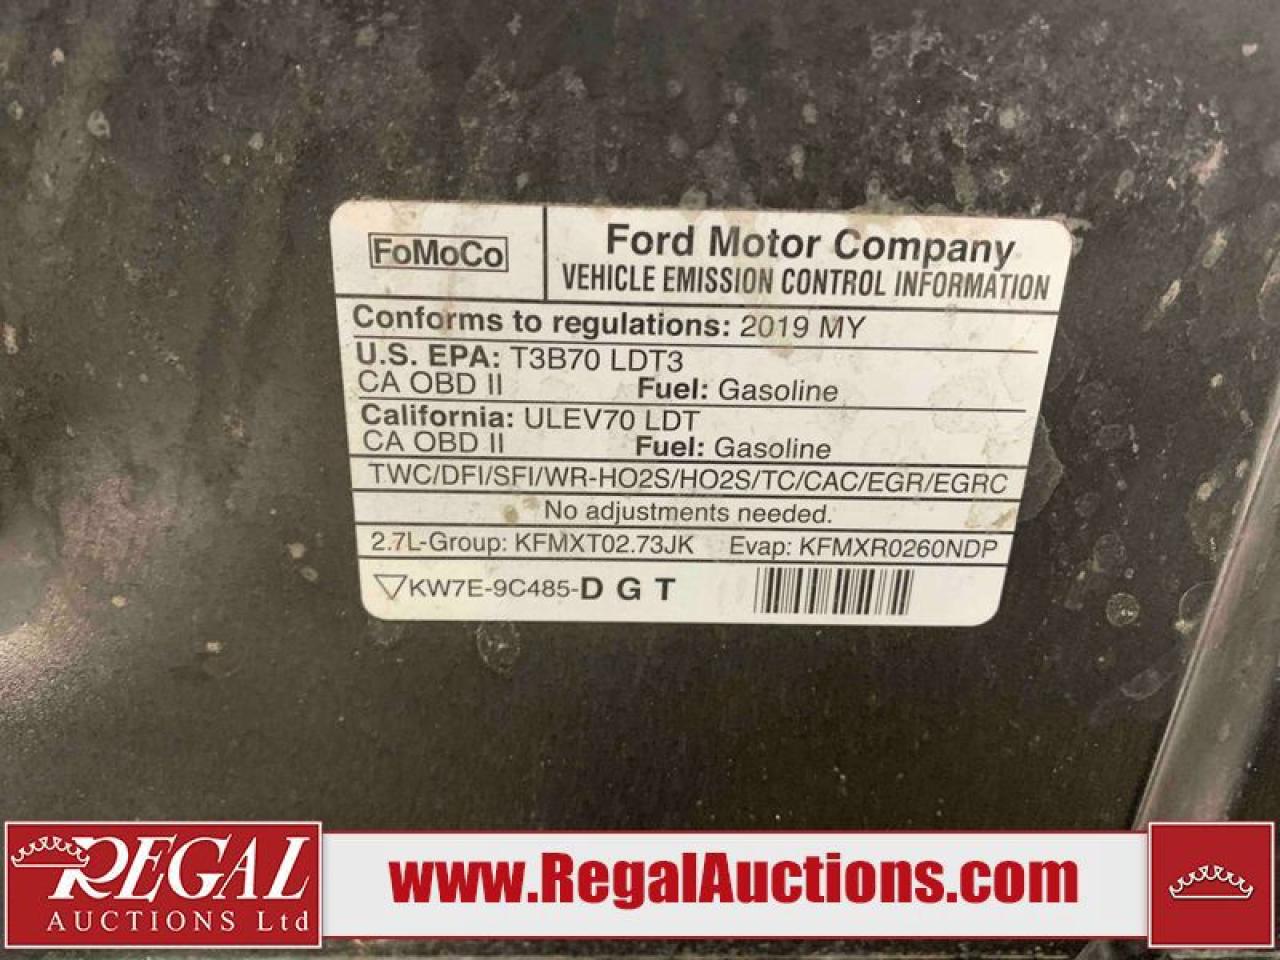 FoMoCo
Ford Motor Company
VEHICLE EMISSION CONTROL INFORMATION
Conforms to regulations: 2019 MY
U.S. EPA: T3B70 LDT3
CA OBD II Fuel: Gasoline
California: ULEV70 LDT
CA OBD II Fuel: Gasoline
TWC/DFI/SFI/WR-HO2S/HO2S/TC/CAC/EGR/EGRC
No adjustments needed.
2.7L-Group: KFMXT02.73JK Evap: KFMXR0260NDP
KW7E-9C485-D G T
REGAL
AUCTIONS Ltd
www.RegalAuctions.com